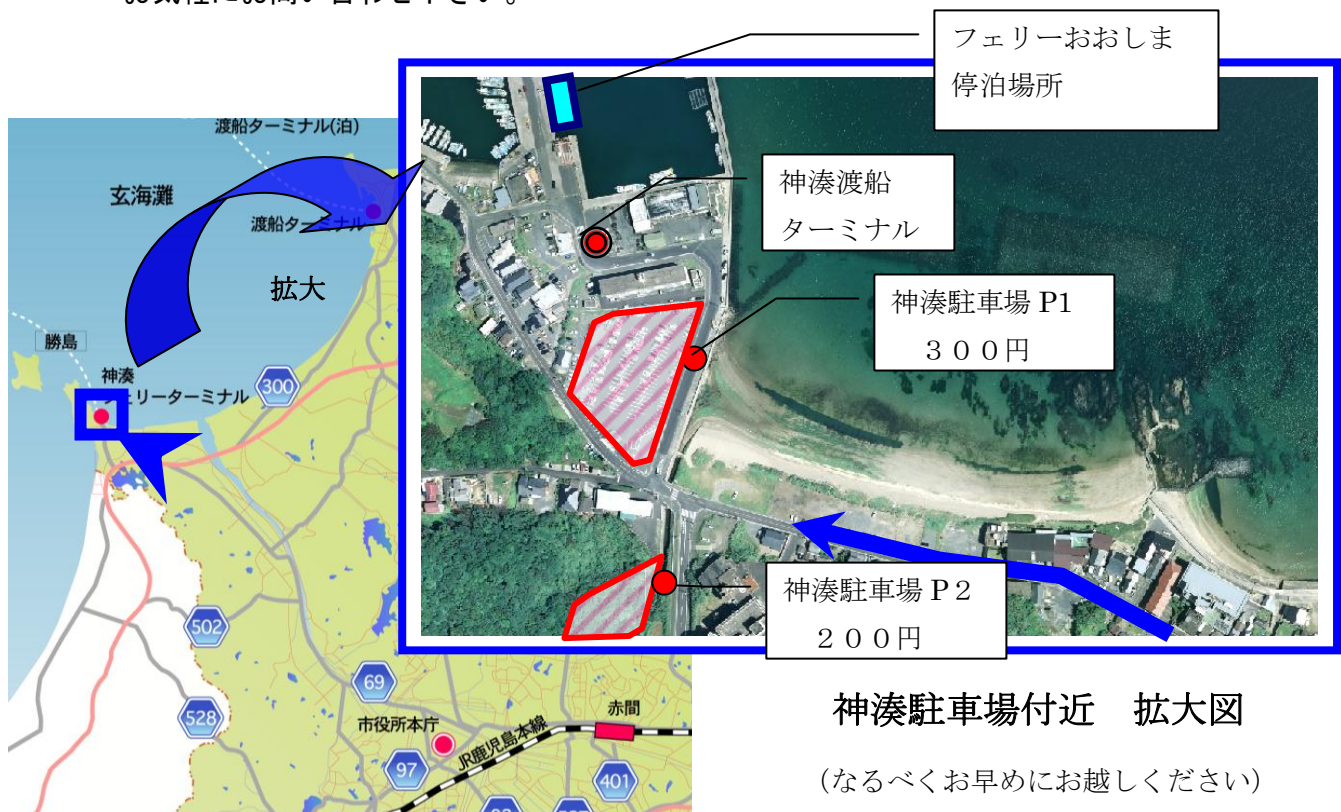 お気軽にお問い合わせ下さい。
フェリーおおしま
停泊場所
渡船ターミナル(泊)
玄海灘
渡船ターミナル
拡大
神湊渡船
ターミナル
神湊駐車場 P1
３００円
勝島
神湊
フェリーターミナル
300
502
神湊駐車場 P２
２００円
69
528
市役所本庁
赤間
JR鹿児島本線
97
401
神湊駐車場付近　拡大図
（なるべくお早めにお越しください）